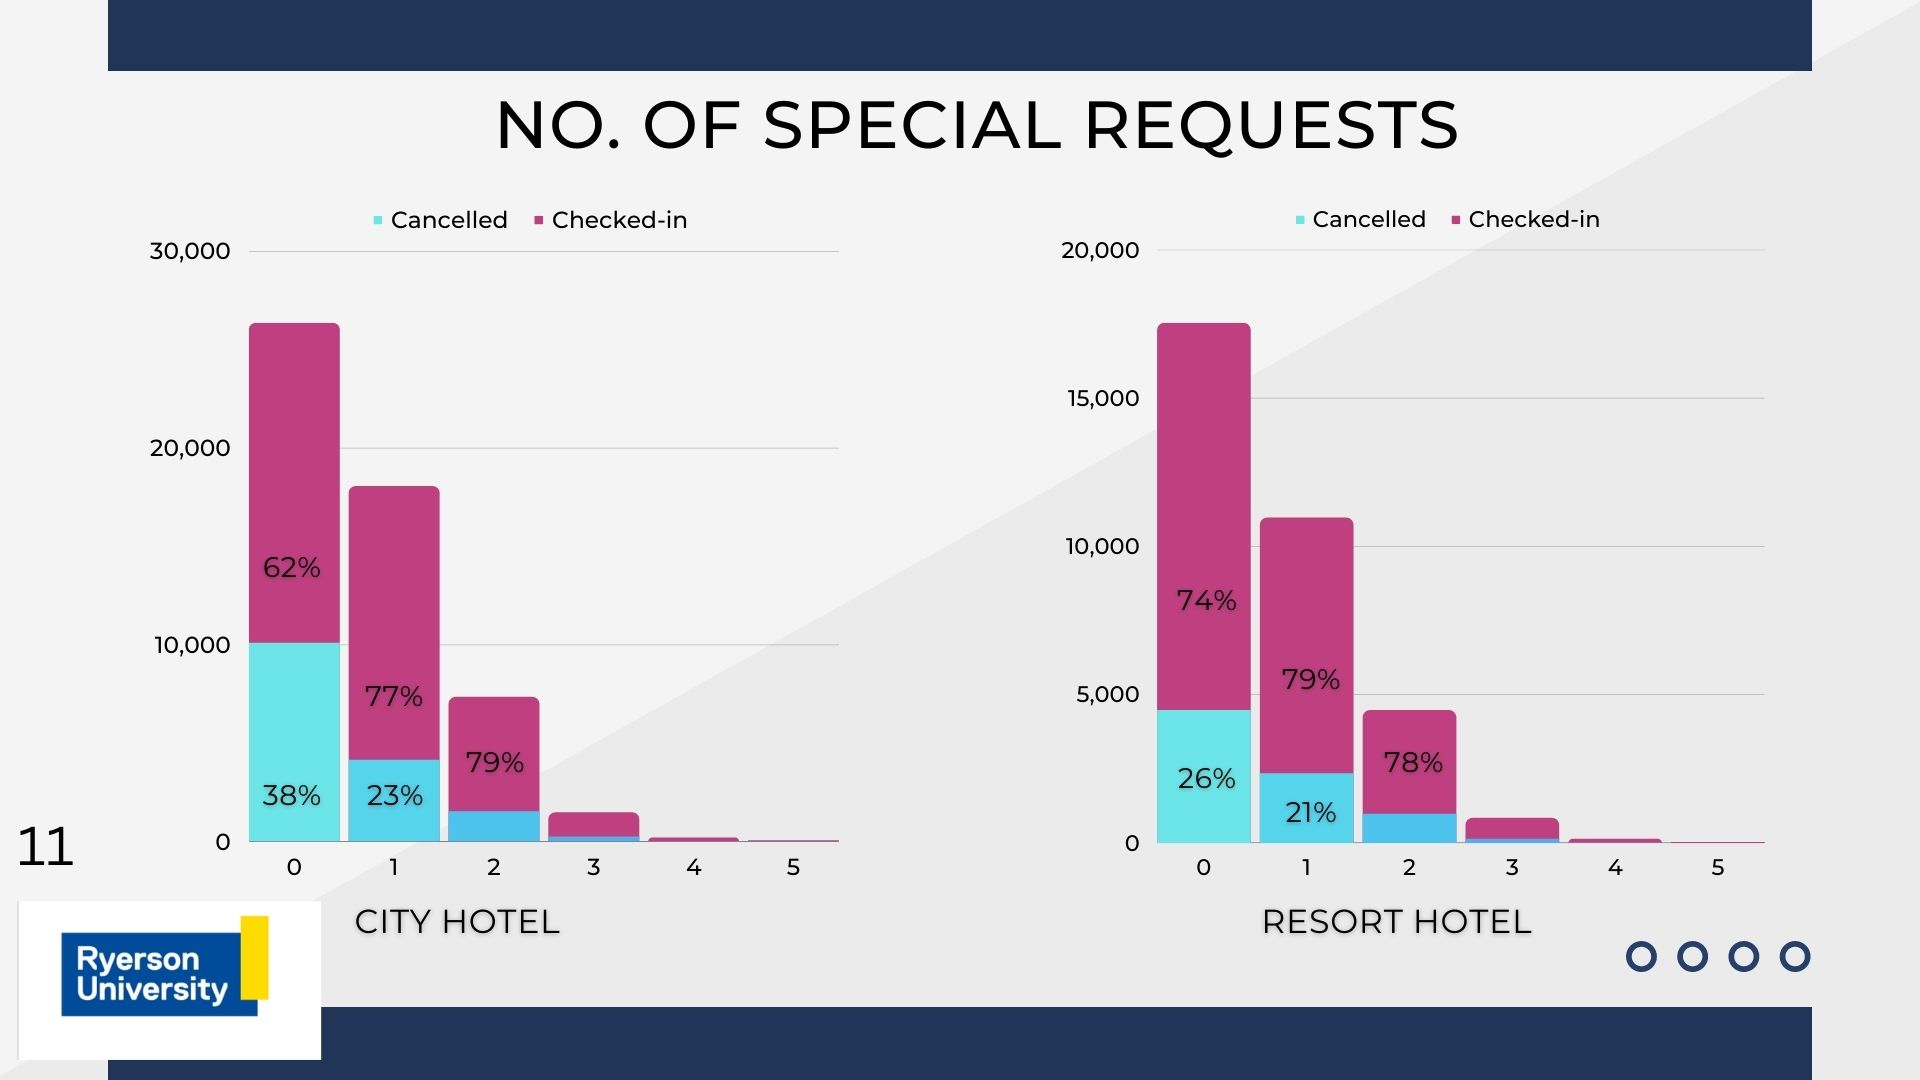 NO. OF SPECIAL REQUESTS
Cancelled Checked-in
30,000
20,000
10,000
0
62%
38%
77%
23%
79%
0 1 2 3 4 5
CITY HOTEL
Cancelled Checked-in
20,000
15,000
10,000
5,000
0
74%
26%
79%
21%
78%
0 1 2 3 4 5
RESORT HOTEL
11
Ryerson
University